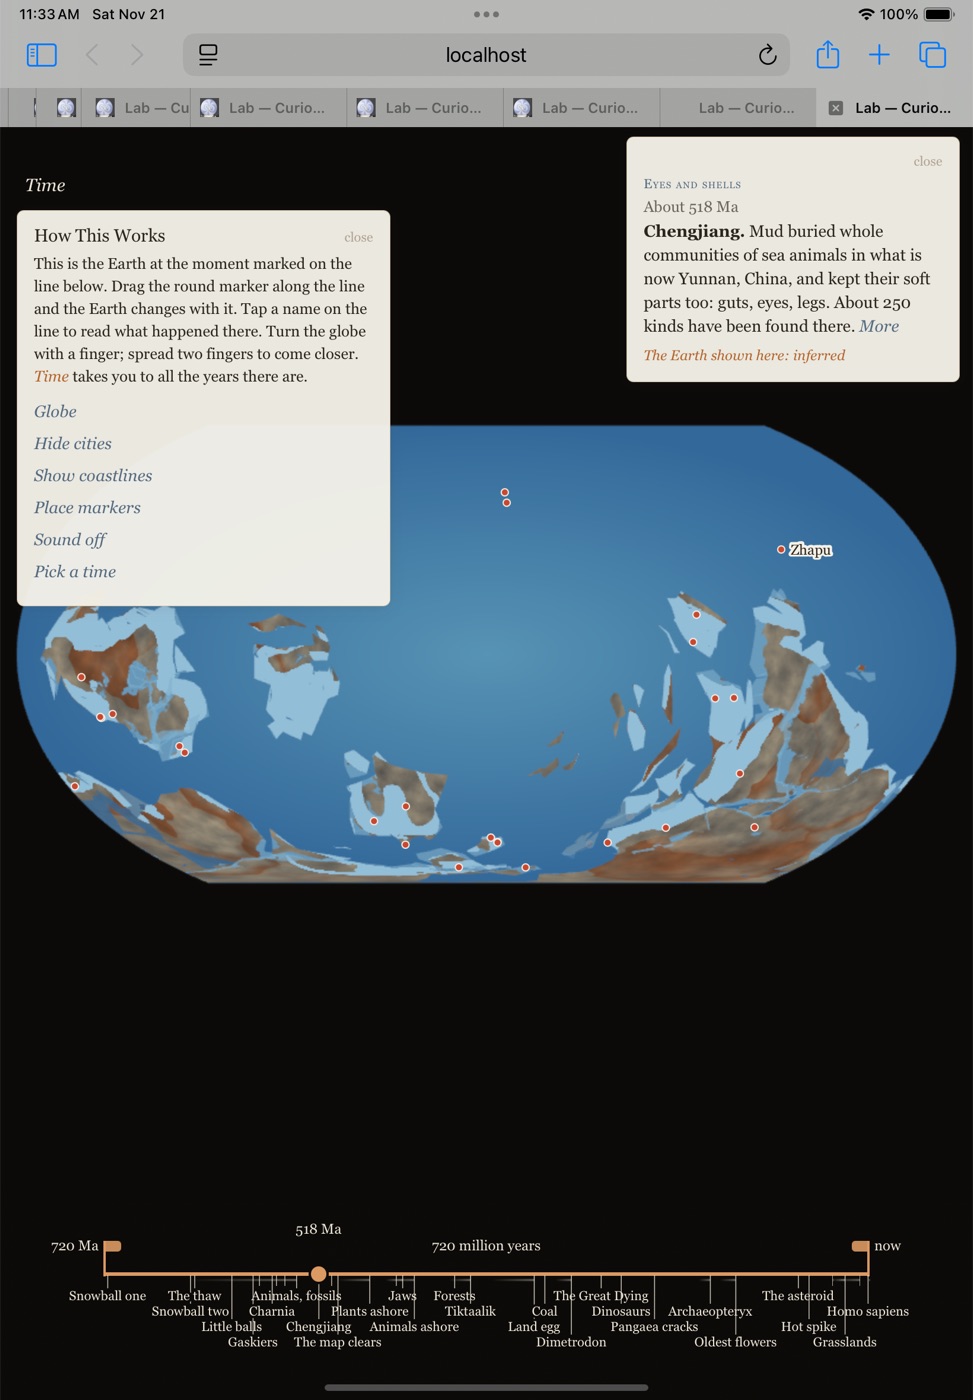 11:33 AM Sat Nov 21
100%
localhost
Lab — Cu
Lab — Curio...
Lab — Curio...
Lab — Curio...
Lab — Curio...
Lab — Curio...
Time
How This Works
close
This is the Earth at the moment marked on the
line below. Drag the round marker along the line
and the Earth changes with it. Tap a name on the
line to read what happened there. Turn the globe
with a finger; spread two fingers to come closer.
Time takes you to all the years there are.
Globe
Hide cities
Show coastlines
Place markers
Sound off
Pick a time
close
Eyes and shells
About 518 Ma
Chengjiang. Mud buried whole
communities of sea animals in what is
now Yunnan, China, and kept their soft
parts too: guts, eyes, legs. About 250
kinds have been found there. More
The Earth shown here: inferred
Zhapu
518 Ma
720 Ma
720 million years
now
Snowball one
The thaw
Animals, fossils
Jaws
Forests
The Great Dying
The asteroid
Snowball two
Charnia
Plants ashore
Tiktaalik
Coal
Dinosaurs
Archaeopteryx
Homo sapiens
Little balls
Chengjiang
Animals ashore
Land egg
Pangaea cracks
Hot spike
Gaskiers
The map clears
Dimetrodon
Oldest flowers
Grasslands